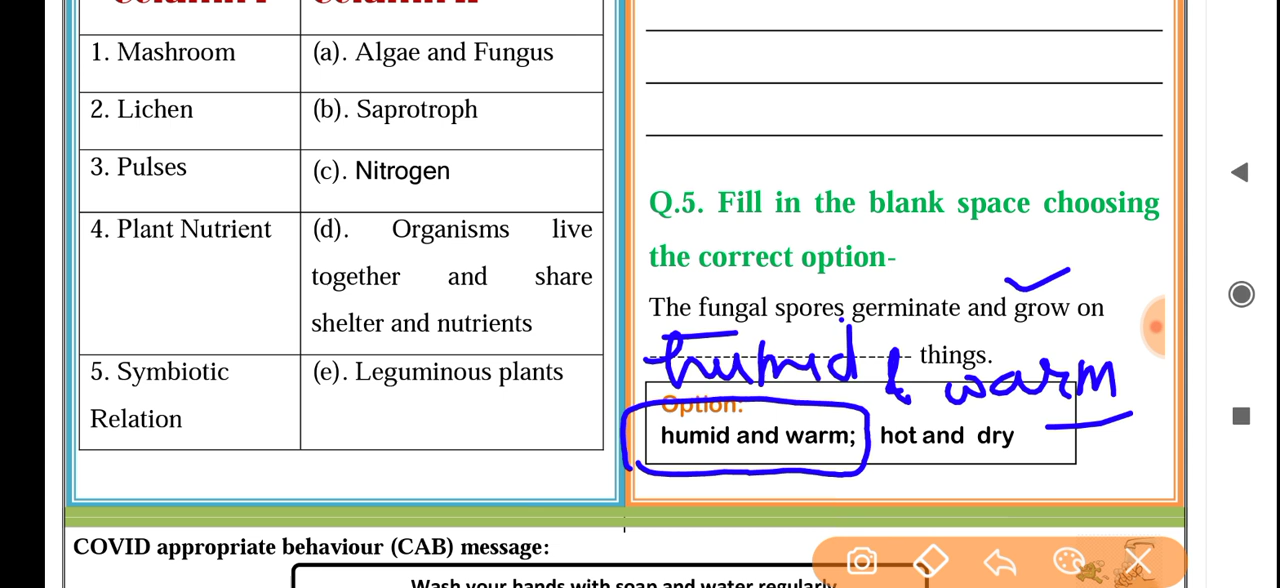 Column I Column II
1. Mashroom (a). Algae and Fungus
2. Lichen (b). Saprotroph
3. Pulses (c). Nitrogen
4. Plant Nutrient (d). Organisms live
together and share
shelter and nutrients
5. Symbiotic (e). Leguminous plants
Relation
Q.5. Fill in the blank space choosing
the correct option-
The fungal spores germinate and grow on
humid & warm
------------------------ things.
Option:
humid and warm; hot and dry
COVID appropriate behaviour (CAB) message:
Wash your hands with soap and water regularly